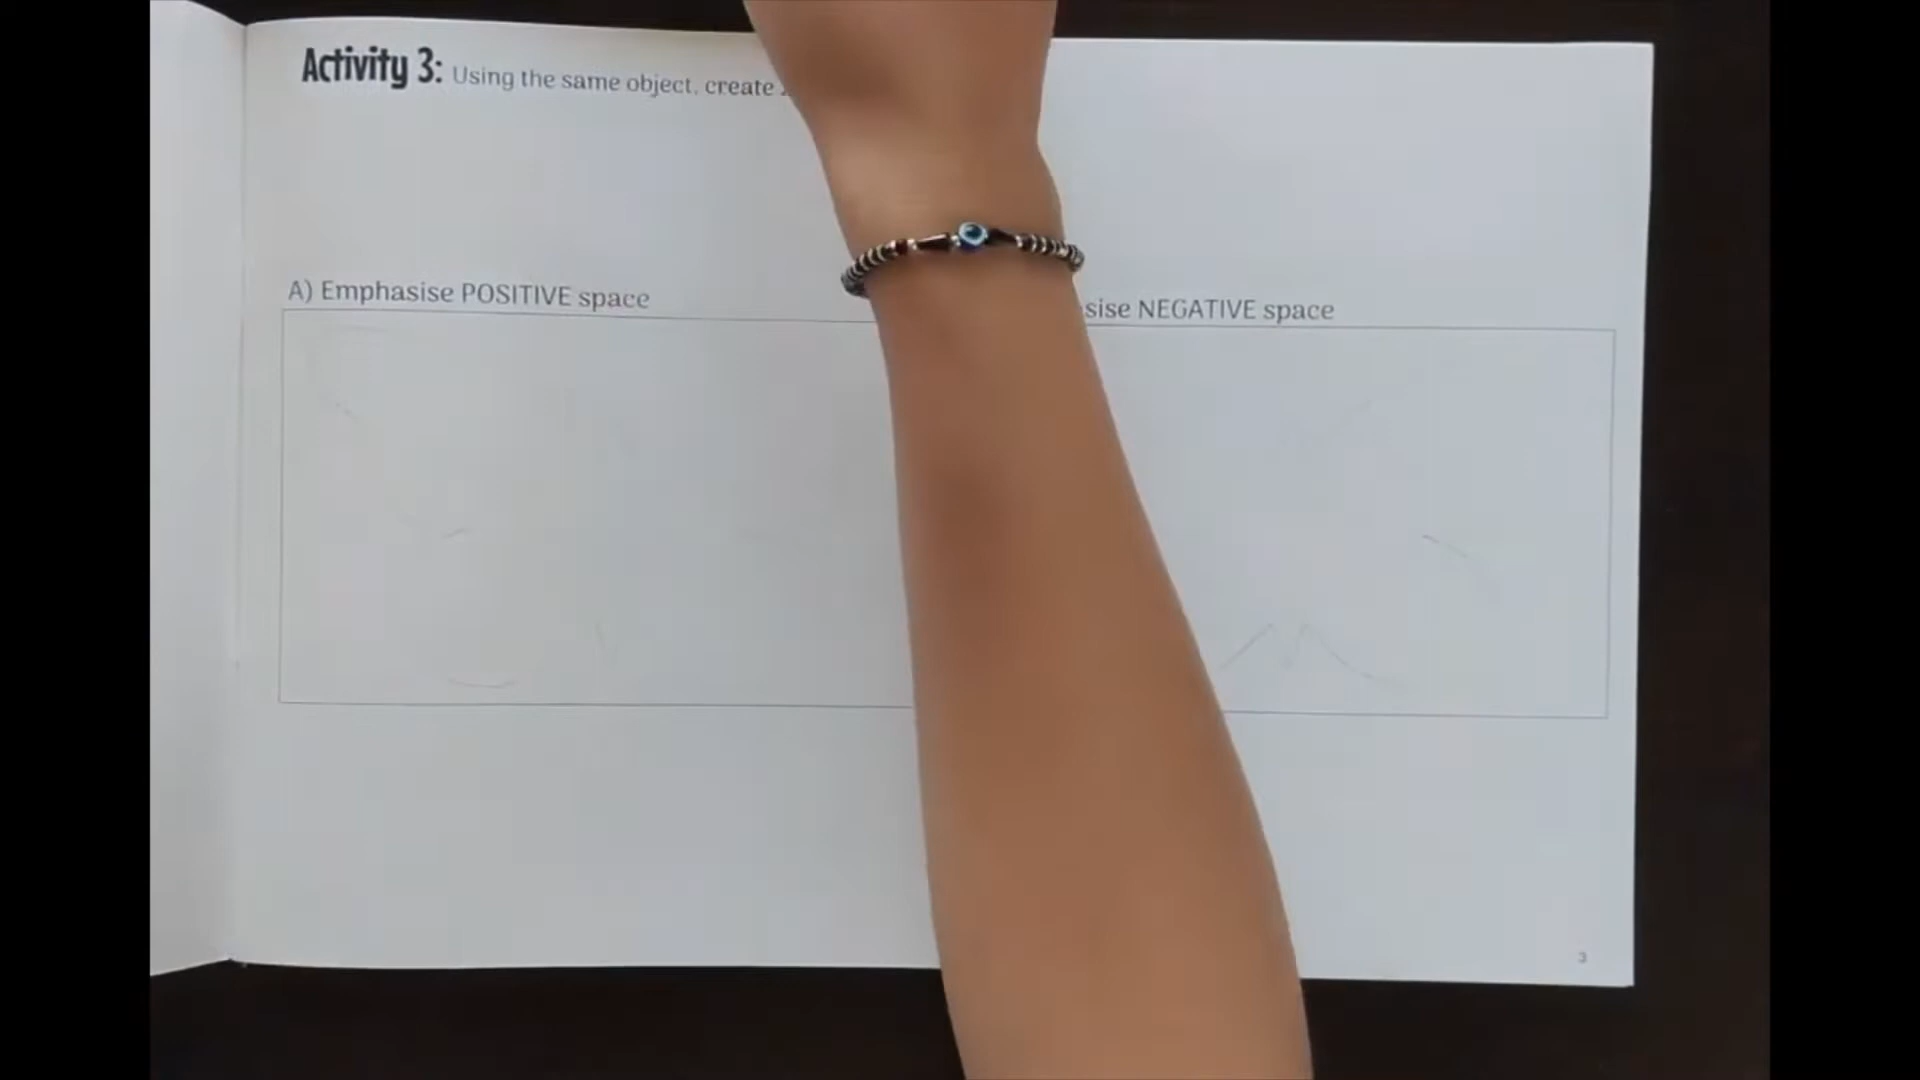 Activity 3: Using the same object, create
A) Emphasise POSITIVE space
sise NEGATIVE space
3